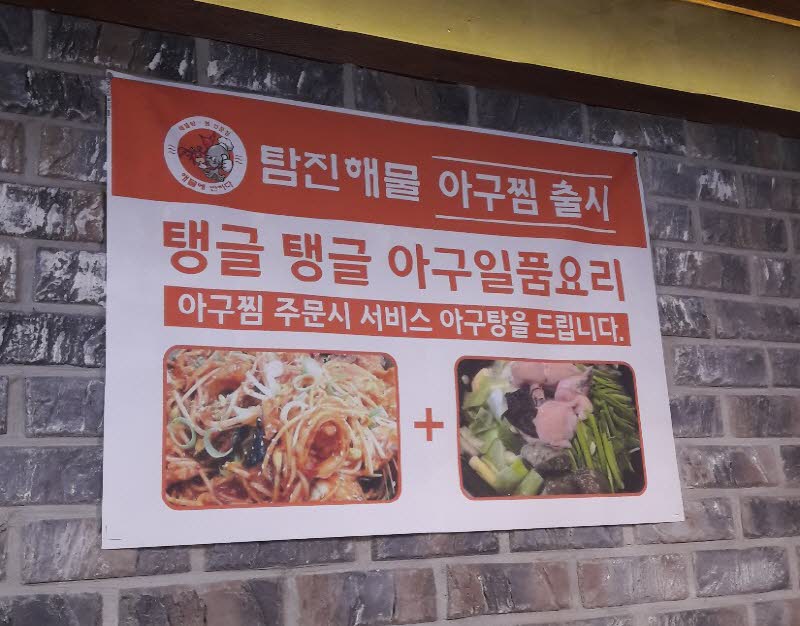 탐진해물 아구찜 출시
탱글 탱글 아구일품요리
아구찜 주문시 서비스 아구탕을 드립니다.
+